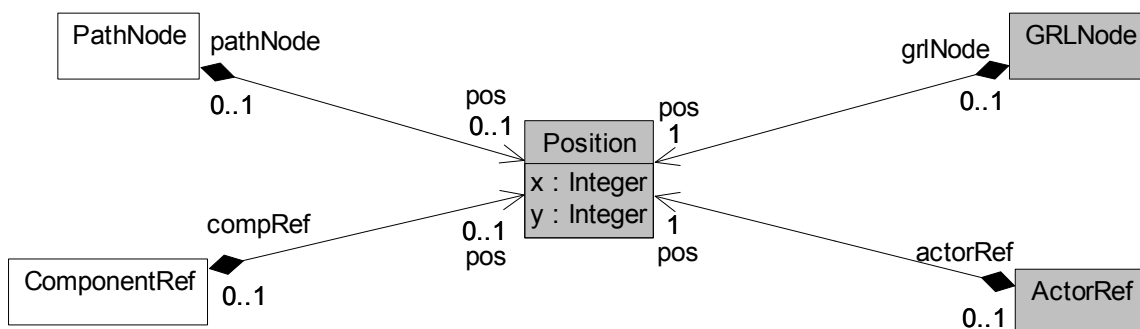 PathNode
pathNode
0..1
pos
0..1
GRLNode
grlNode
0..1
pos
1
Position
x : Integer
y : Integer
compRef
0..1
pos
ComponentRef
0..1
1
pos
actorRef
0..1
ActorRef